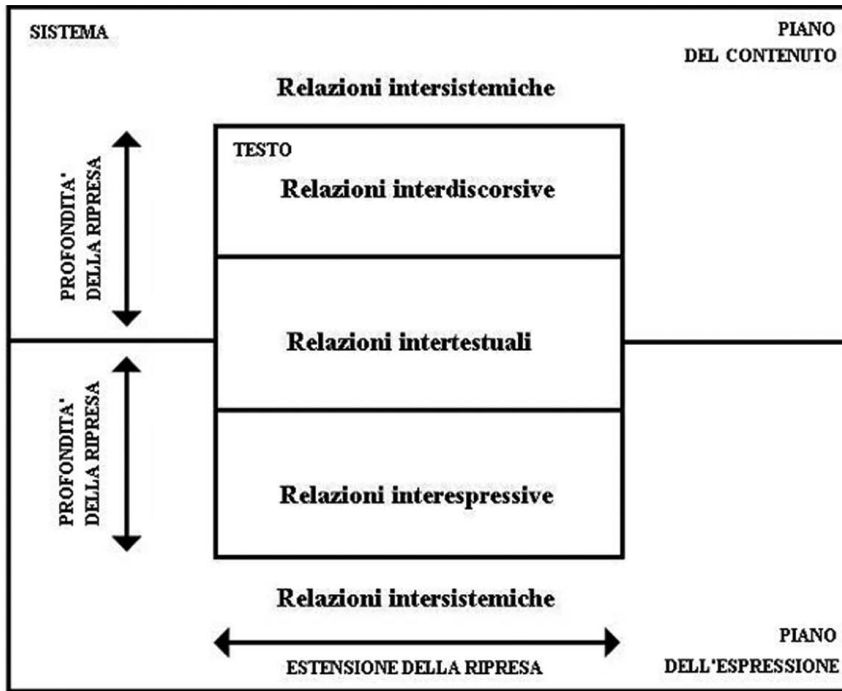 SISTEMA
PIANO
DEL CONTENUTO
Relazioni intersistemiche
TESTO
Relazioni interdiscorsive
PROFONDITA'
DELLA RIPRESA
Relazioni intertestuali
PROFONDITA'
DELLA RIPRESA
Relazioni interespressive
Relazioni intersistemiche
ESTENSIONE DELLA RIPRESA
PIANO
DELL'ESPRESSIONE